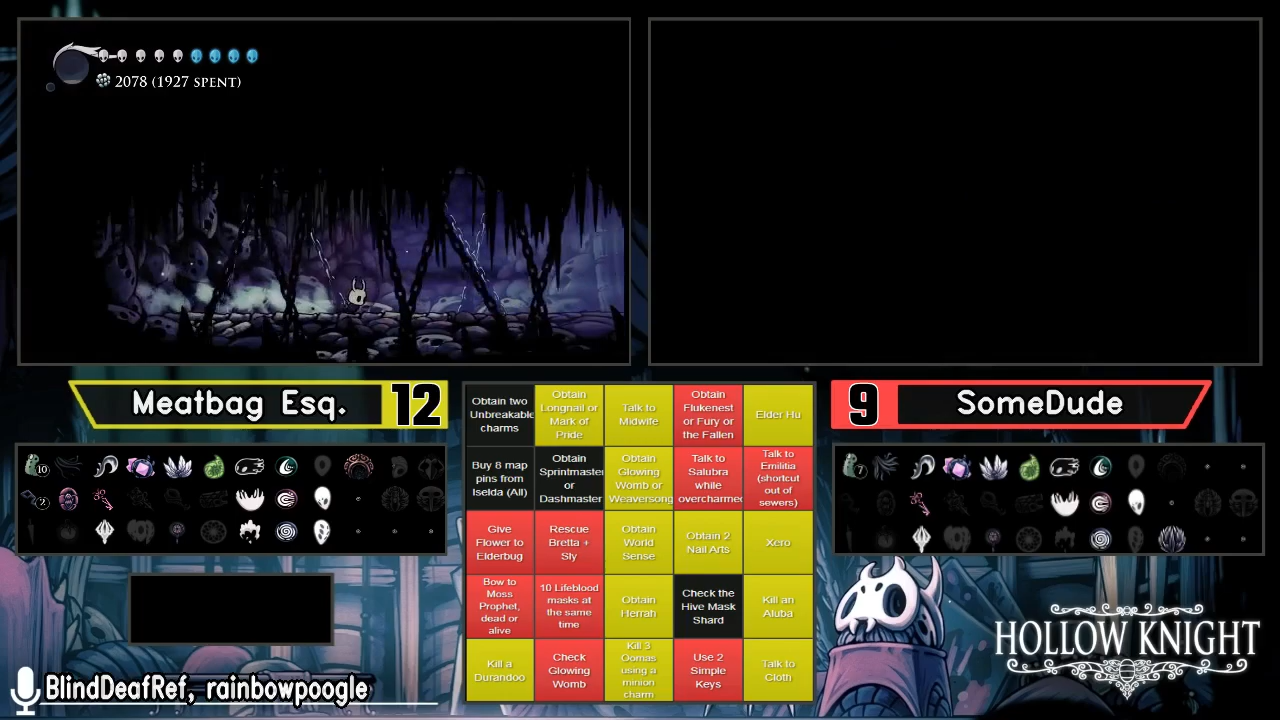 2078 (1927 SPENT)
Meatbag Esq.
12
9
SomeDude
Obtain two
Unbreakable
charms
Obtain
Longnail or
Mark of
Pride
Talk to
Midwife
Obtain
Flukenest
or Fury or
the Fallen
Elder Hu
Buy 8 map
pins from
Iselda (All)
Obtain
Sprintmaster
or
Dashmaster
Obtain
Glowing
Womb or
Weaversong
Talk to
Salubra
while
overcharmed
Talk to
Emilitia
(shortcut
out of
sewers)
Give
Flower to
Elderbug
Rescue
Bretta +
Sly
Obtain
World
Sense
Obtain 2
Nail Arts
Xero
Bow to
Moss
Prophet,
dead or
alive
10 Lifeblood
masks at
the same
time
Obtain
Herrah
Check the
Hive Mask
Shard
Kill an
Aluba
Kill a
Durandoo
Check
Glowing
Womb
Kill 3
Oomas
using a
minion
charm
Use 2
Simple
Keys
Talk to
Cloth
10
2
7
BlindDeafRef, rainbowpoogle
HOLLOW KNIGHT